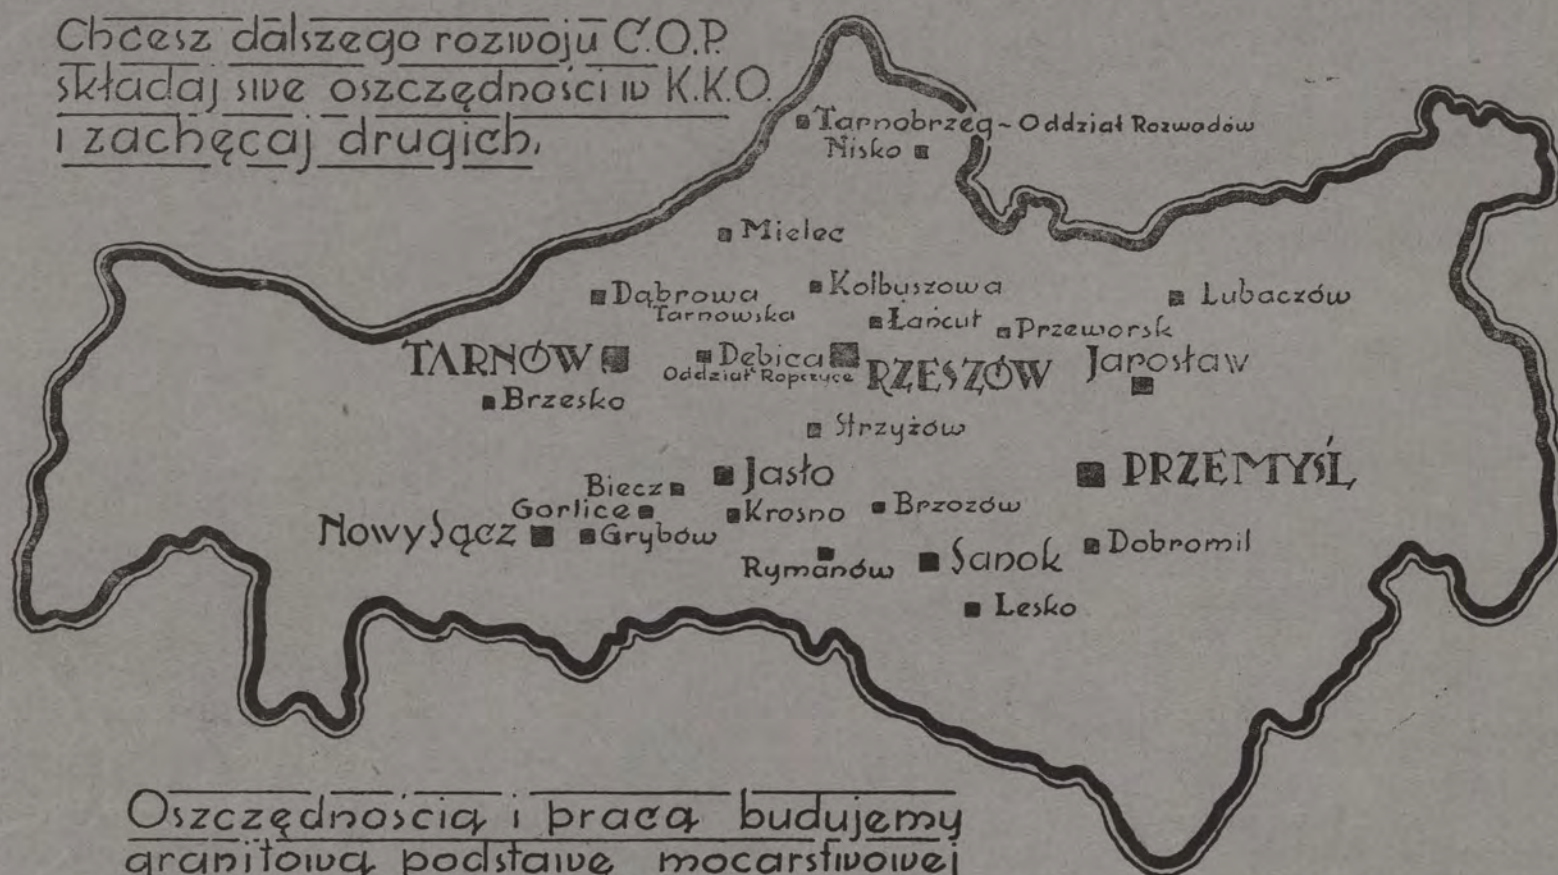 Chcesz dalszego rozwoju C.O.P.
składaj swe oszczędności w K.K.O.
i zachęcaj drugich.
Tarnobrzeg - Oddział Rozwadów
Nisko
Mielec
Dąbrowa
Tarnowska
Kolbuszowa
Lubaczów
Łańcut
Przeworsk
TARNÓW
Dębica
Oddział Ropczyce
RZESZÓW
Jarosław
Brzesko
Strzyżów
Jasło
PRZEMYŚL
Biecz
Gorlice
Krosno
Brzozów
Nowy Sącz
Grybów
Rymanów
Sanok
Dobromil
Lesko
Oszczędnością i pracą budujemy
granitową podstawę mocarstwowej